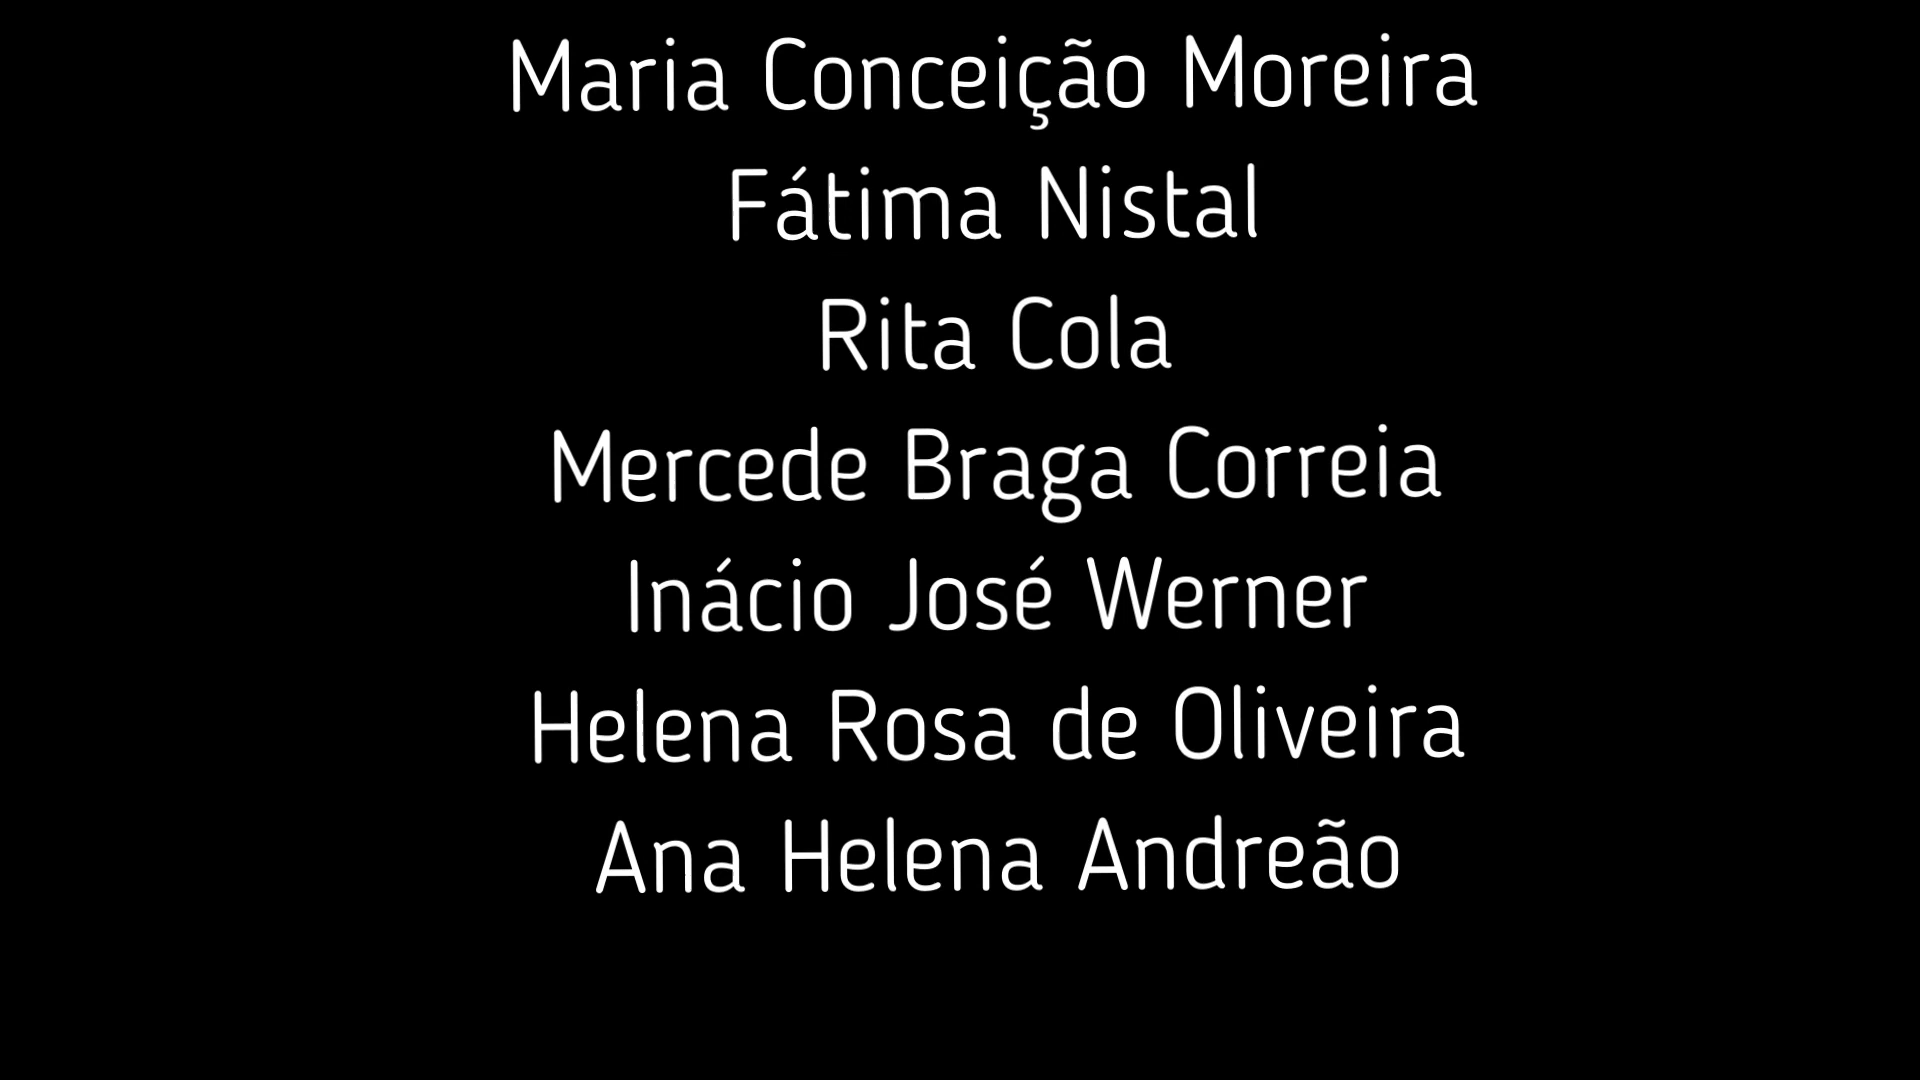 Maria Conceição Moreira
Fátima Nistal
Rita Cola
Mercede Braga Correia
Inácio José Werner
Helena Rosa de Oliveira
Ana Helena Andreão